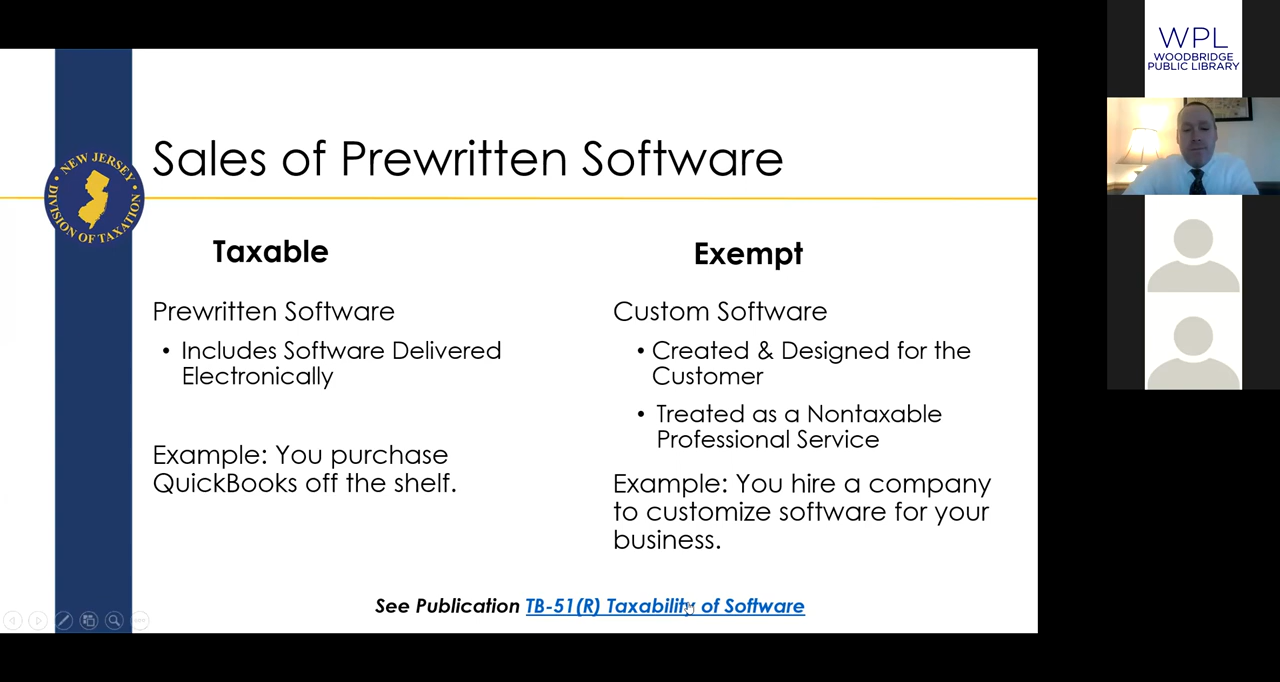 Sales of Prewritten Software
NEW JERSEY
DIVISION OF TAXATION
Taxable
Prewritten Software
• Includes Software Delivered
Electronically
Example: You purchase
QuickBooks off the shelf.
Exempt
Custom Software
• Created & Designed for the
Customer
• Treated as a Nontaxable
Professional Service
Example: You hire a company
to customize software for your
business.
See Publication TB-51(R) Taxability of Software
WPL
WOODBRIDGE
PUBLIC LIBRARY